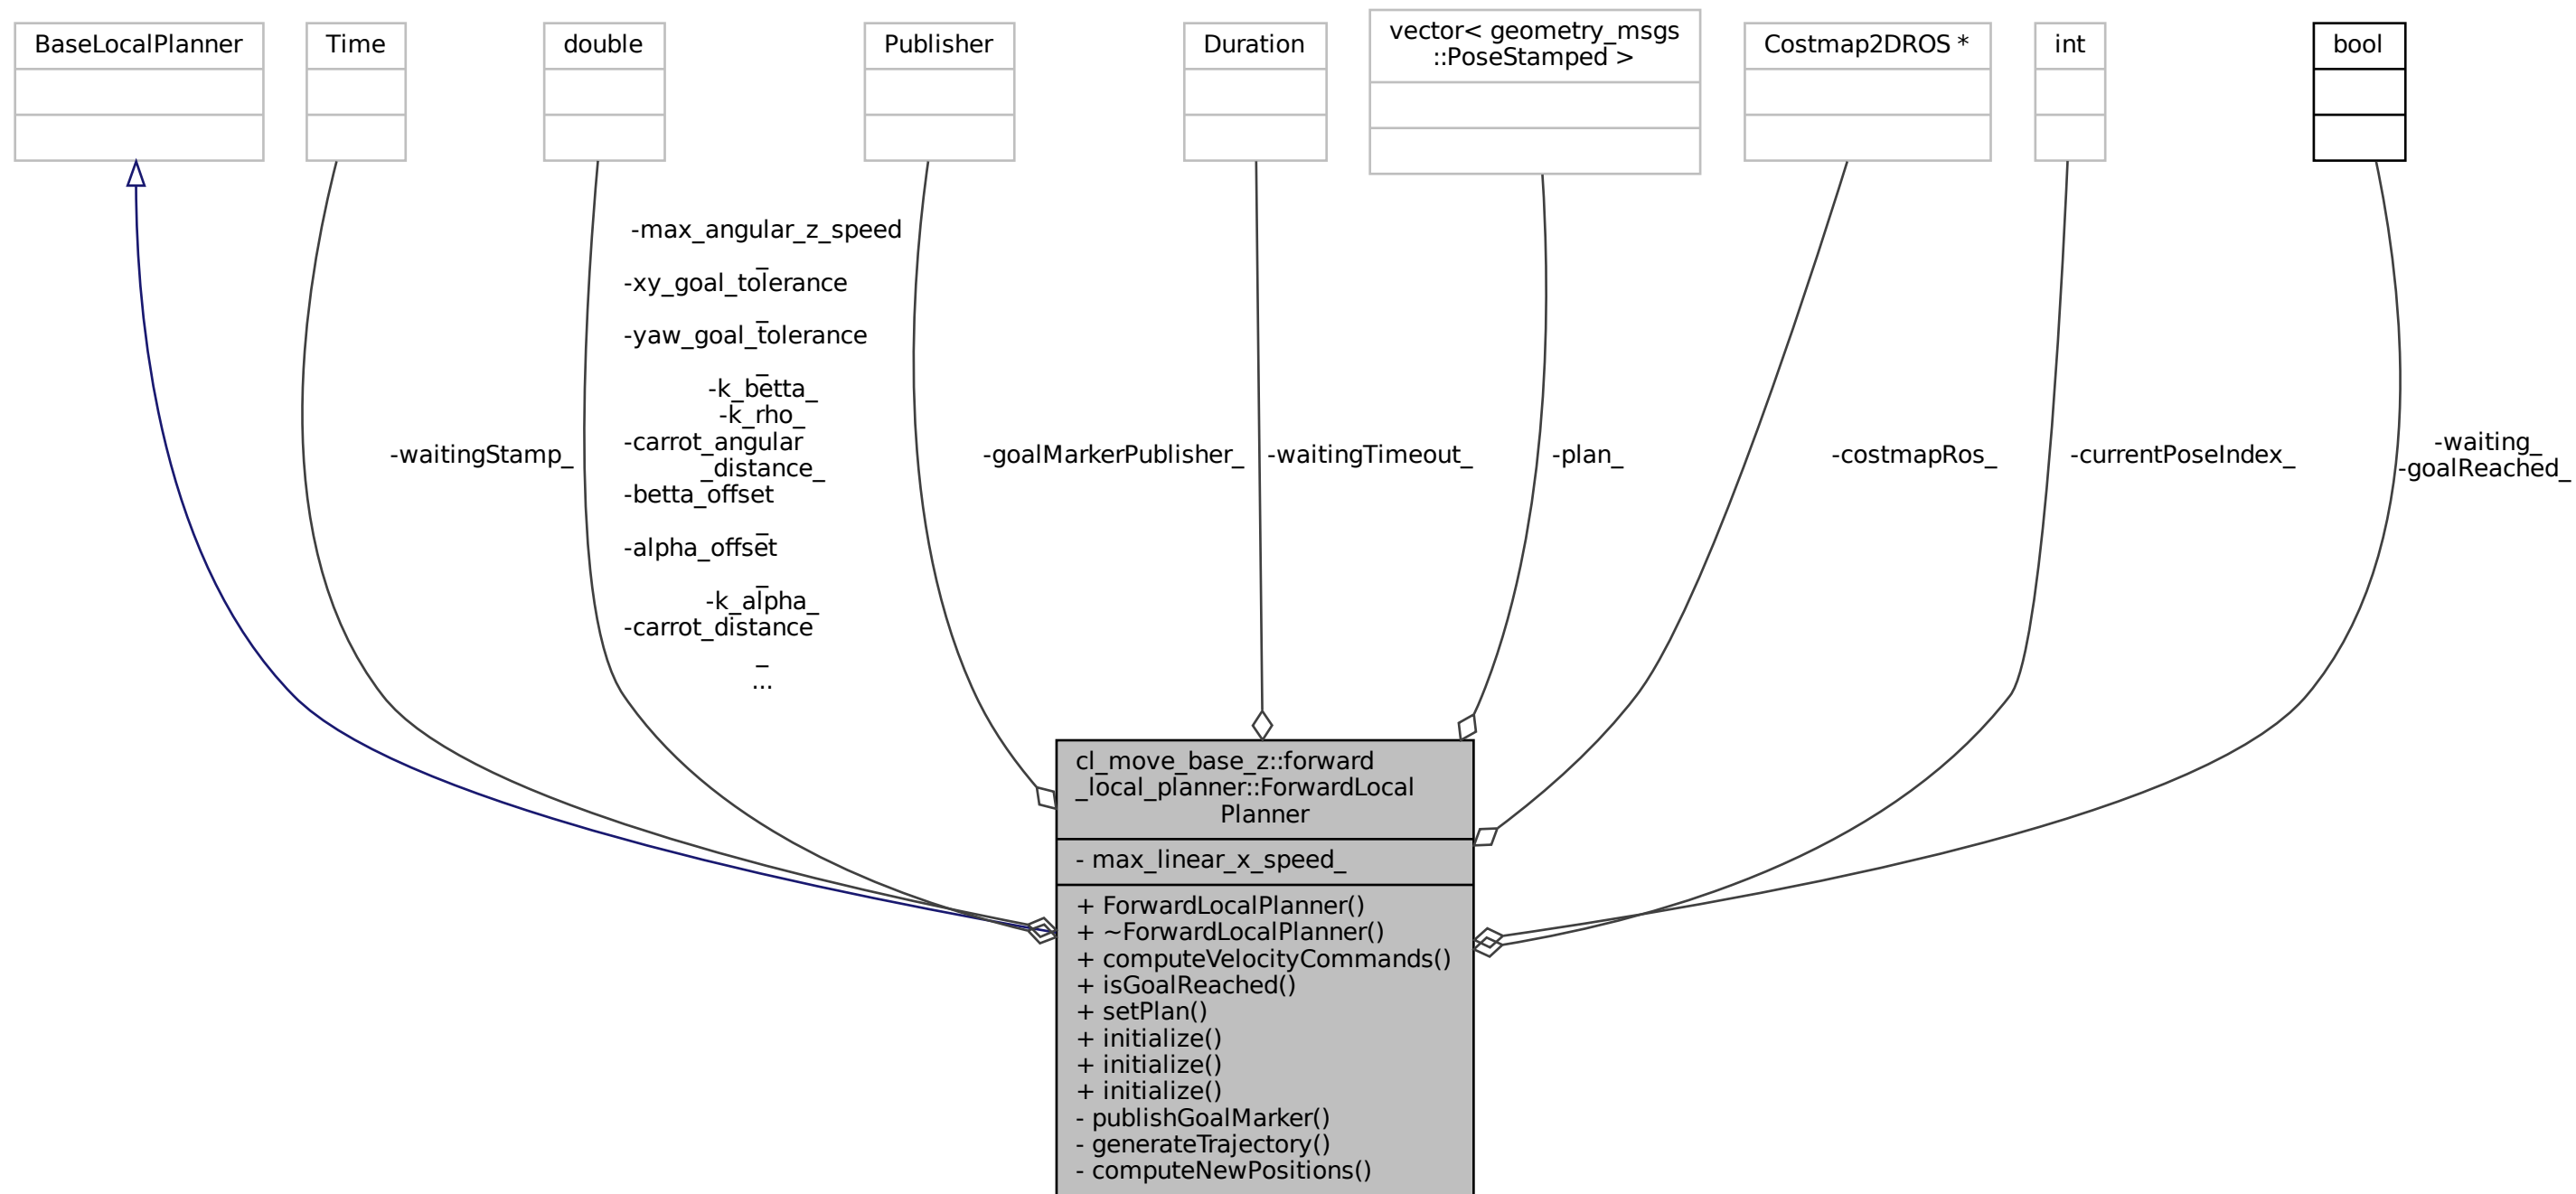 BaseLocalPlanner
Time
double
Publisher
Duration
vector< geometry_msgs
::PoseStamped >
Costmap2DROS *
int
bool
-max_angular_z_speed
_
-xy_goal_tolerance
_
-yaw_goal_tolerance
_
-k_betta_
-k_rho_
-carrot_angular
_distance_
-betta_offset
_
-alpha_offset
_
-k_alpha_
-carrot_distance
_
...
-waitingStamp_
-goalMarkerPublisher_
-waitingTimeout_
-plan_
-costmapRos_
-currentPoseIndex_
-waiting_
-goalReached_
cl_move_base_z::forward
_local_planner::ForwardLocal
Planner
- max_linear_x_speed_
+ ForwardLocalPlanner()
+ ~ForwardLocalPlanner()
+ computeVelocityCommands()
+ isGoalReached()
+ setPlan()
+ initialize()
+ initialize()
+ initialize()
- publishGoalMarker()
- generateTrajectory()
- computeNewPositions()